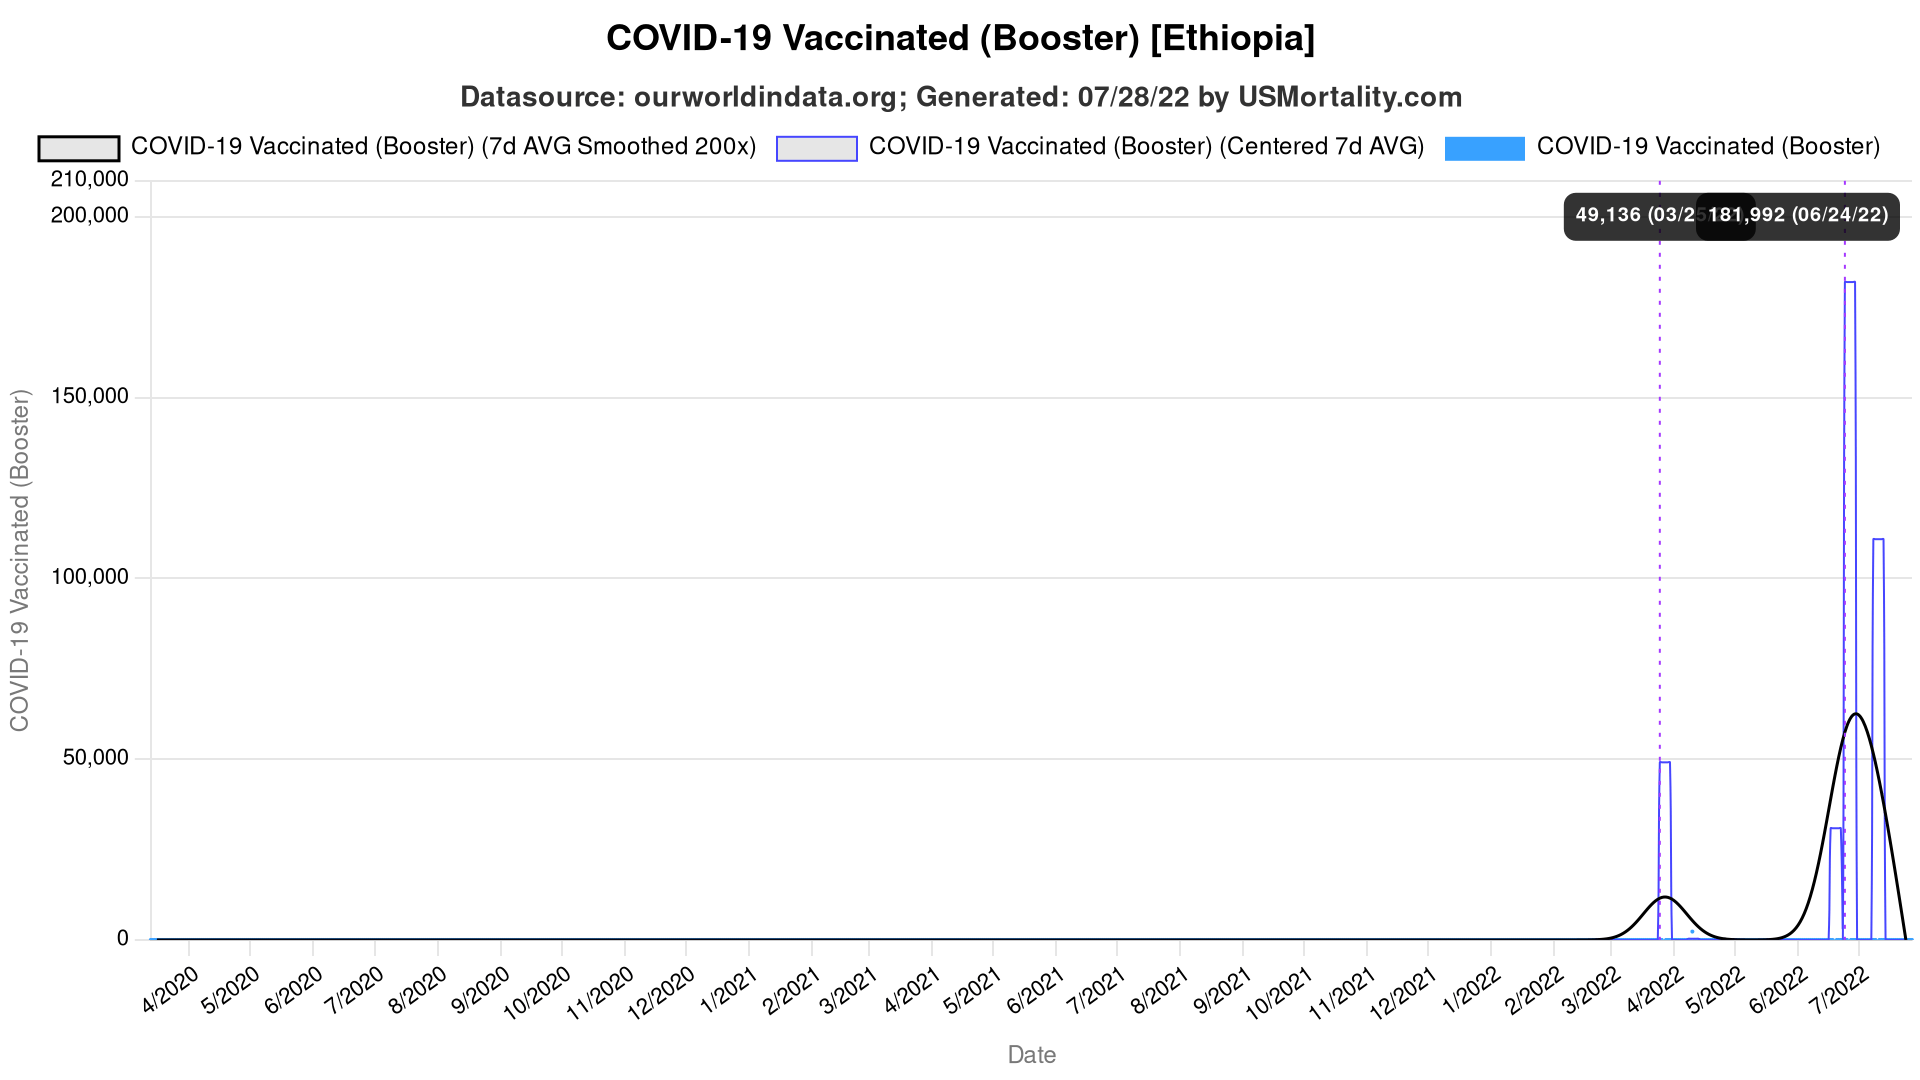 COVID-19 Vaccinated (Booster) [Ethiopia]
Datasource: ourworldindata.org; Generated: 07/28/22 by USMortality.com
COVID-19 Vaccinated (Booster) (7d AVG Smoothed 200x) COVID-19 Vaccinated (Booster) (Centered 7d AVG) COVID-19 Vaccinated (Booster)
210,000
200,000
49,136 (03/25 181,992 (06/24/22)
150,000
100,000
50,000
0
COVID-19 Vaccinated (Booster)
4/2020 5/2020 6/2020 7/2020 8/2020 9/2020 10/2020 11/2020 12/2020 1/2021 2/2021 3/2021 4/2021 5/2021 6/2021 7/2021 8/2021 9/2021 10/2021 11/2021 12/2021 1/2022 2/2022 3/2022 4/2022 5/2022 6/2022 7/2022
Date